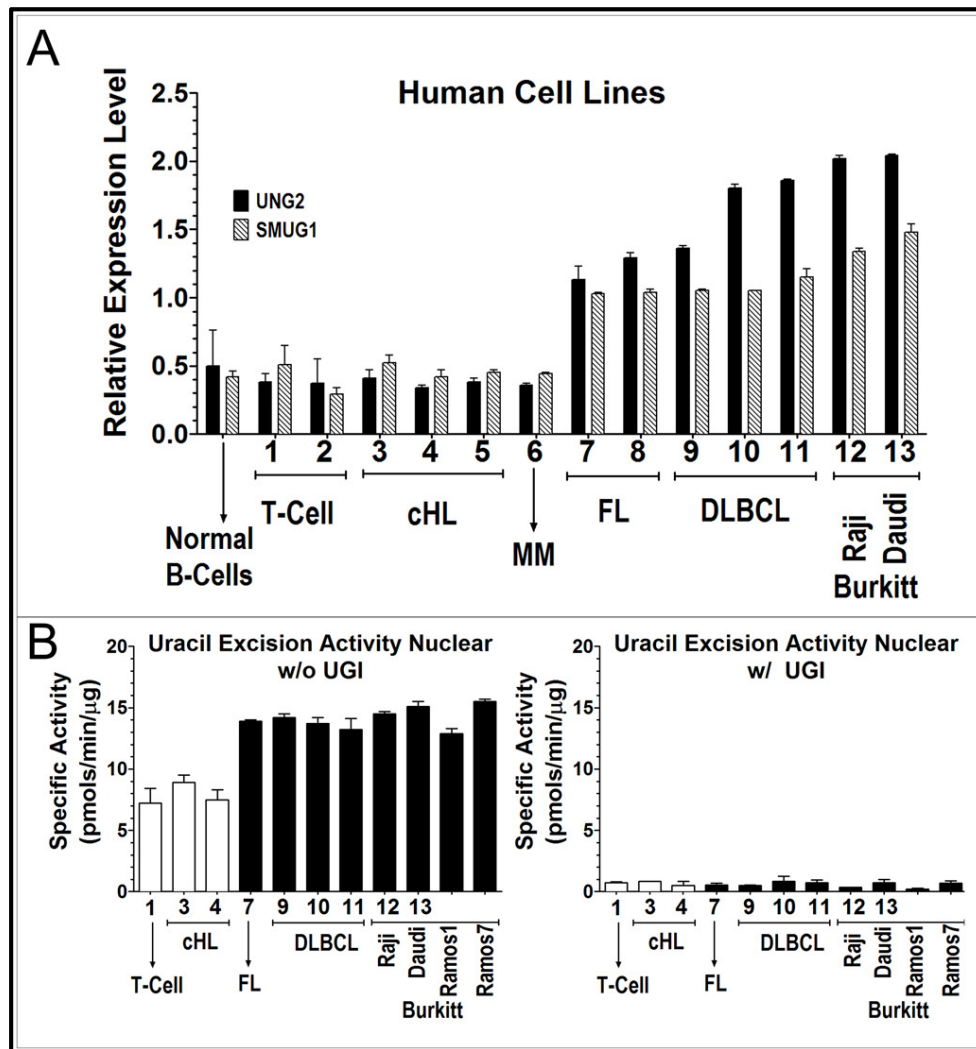 A
Human Cell Lines
Relative Expression Level
2.5
2.0
1.5
1.0
0.5
0.0
UNG2
SMUG1
1 2 3 4 5 6 7 8 9 10 11 12 13
Normal
B-Cells
T-Cell
cHL
MM
FL
DLBCL
Raji
Daudi
Burkitt
B
Uracil Excision Activity Nuclear
w/o UGI
Specific Activity
(pmols/min/µg)
20
15
10
5
0
1 3 4 7 9 10 11 12 13
T-Cell
cHL
FL
DLBCL
Raji
Daudi
Ramos1
Ramos7
Burkitt
Uracil Excision Activity Nuclear
w/ UGI
Specific Activity
(pmols/min/µg)
20
15
10
5
0
1 3 4 7 9 10 11 12 13
T-Cell
cHL
FL
DLBCL
Raji
Daudi
Ramos1
Ramos7
Burkitt